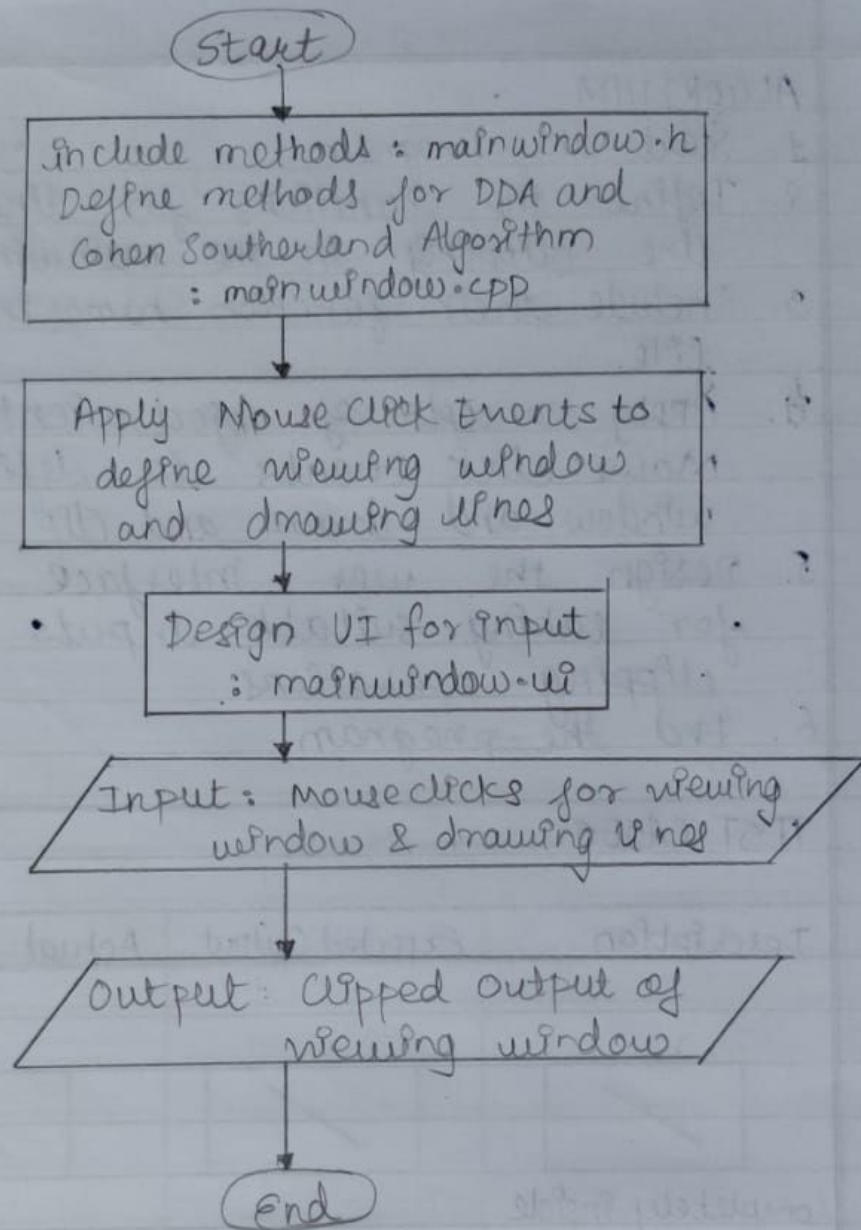 Start
include methods : mainwindow.h
Define methods for DDA and
Cohen Southerland Algorithm
: mainwindow.cpp
Apply Mouse Click Events to
define viewing window
and drawing lines
Design UI for input
: mainwindow.ui
Input: Mouse clicks for viewing
window & drawing lines
Output: Clipped output of
viewing window
End